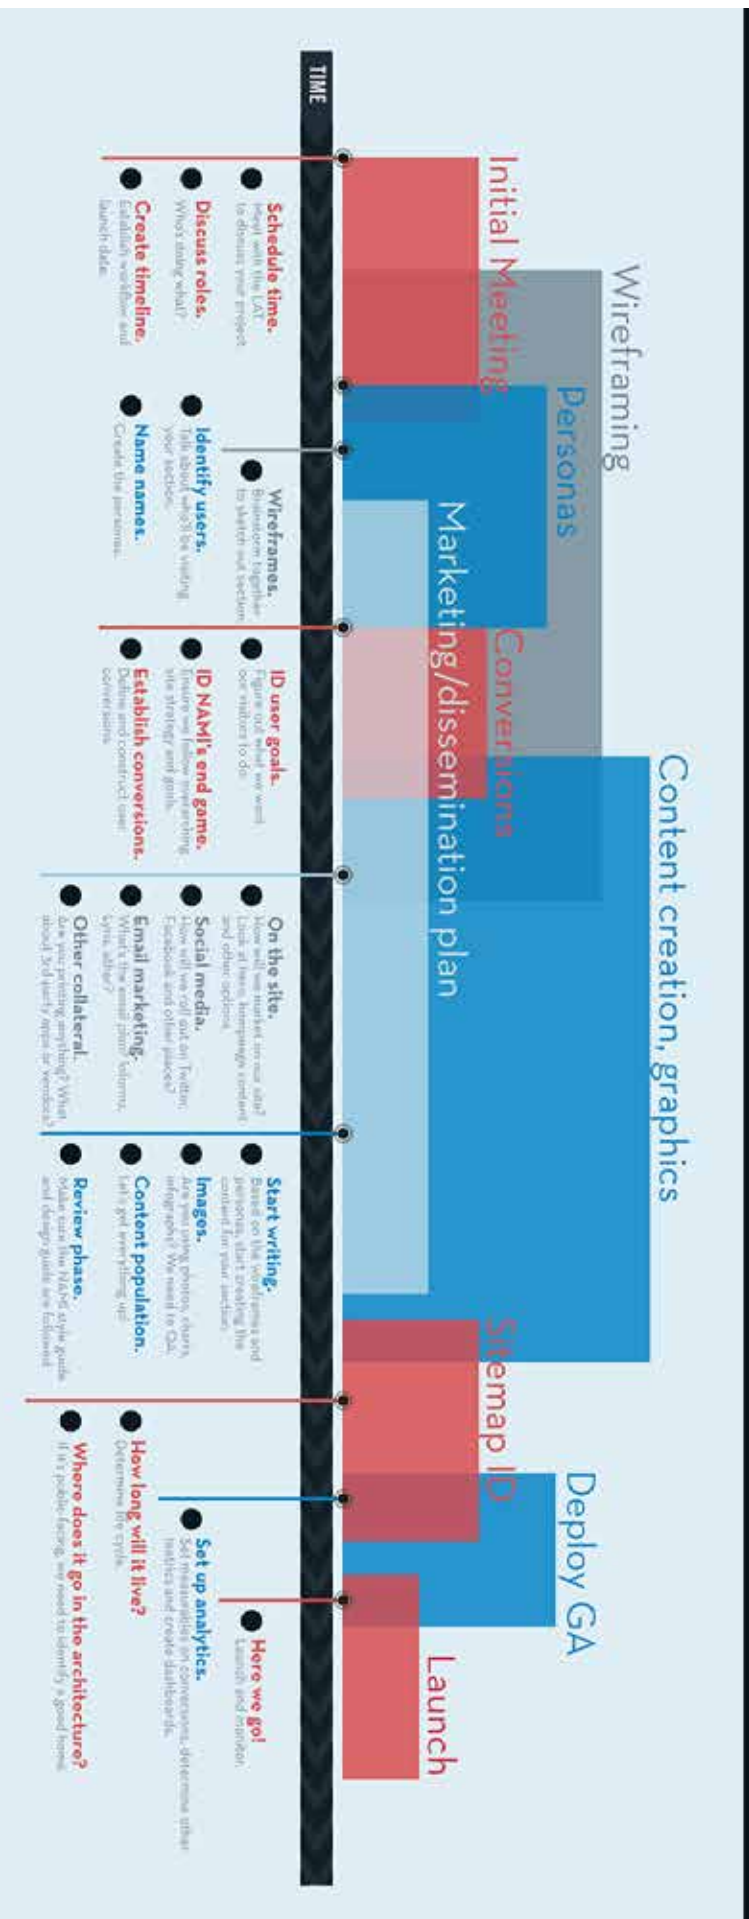 Wireframing
Content creation, graphics
Personas
Deploy GA
Initial Meeting
Conversions
Sitemap ID
Marketing/dissemination plan
Launch
TIME
Schedule time.
Meet with the LAT
to discuss your project.
Discuss roles.
Who's doing what?
Create timeline.
Establish workflow and
launch date.
Wireframes.
Brainstorm together
to sketch out section.
Identify users.
Talk about who'll be visiting
your section.
Name names.
Create the personas.
ID user goals.
Figure out what we want
our visitors to do.
ID NAMI's end game.
Ensure we follow overarching
site strategy and goals.
Establish conversions.
Define and construct user
conversions.
On the site.
How will we market on our site?
Look at hero, homepage content
and other options.
Social media.
How will we roll out on Twitter,
Facebook and other places?
Email marketing.
What's the email plan? Informs,
Lyris, other?
Other collateral.
Are you printing anything? What
about 3rd party apps or vendors?
Start writing.
Based on the wireframes and
personas, start creating the
content for your section.
Images.
Are you using photos, charts,
infographs? We need to QA.
Content population.
Let's get everything up!
Review phase.
Make sure the NAMI style guide
and design guide are followed.
How long will it live?
Determine life cycle.
Where does it go in the architecture?
If it's public-facing, we need to identify a good home.
Set up analytics.
Set measurables on conversions, determine other
metrics and create dashboards.
Here we go!
Launch and monitor.